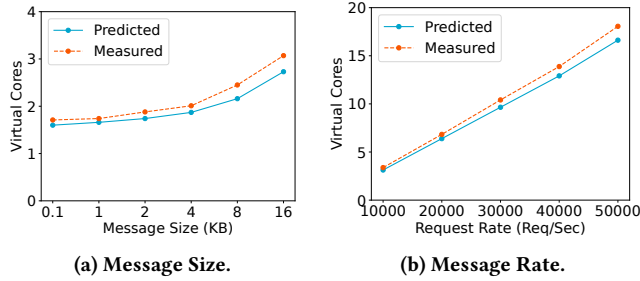 4
3
2
1
0
Virtual Cores
Predicted
Measured
0.1 1 2 4 8 16
Message Size (KB)
(a) Message Size.
20
15
10
5
0
Virtual Cores
Predicted
Measured
10000 20000 30000 40000 50000
Request Rate (Req/Sec)
(b) Message Rate.